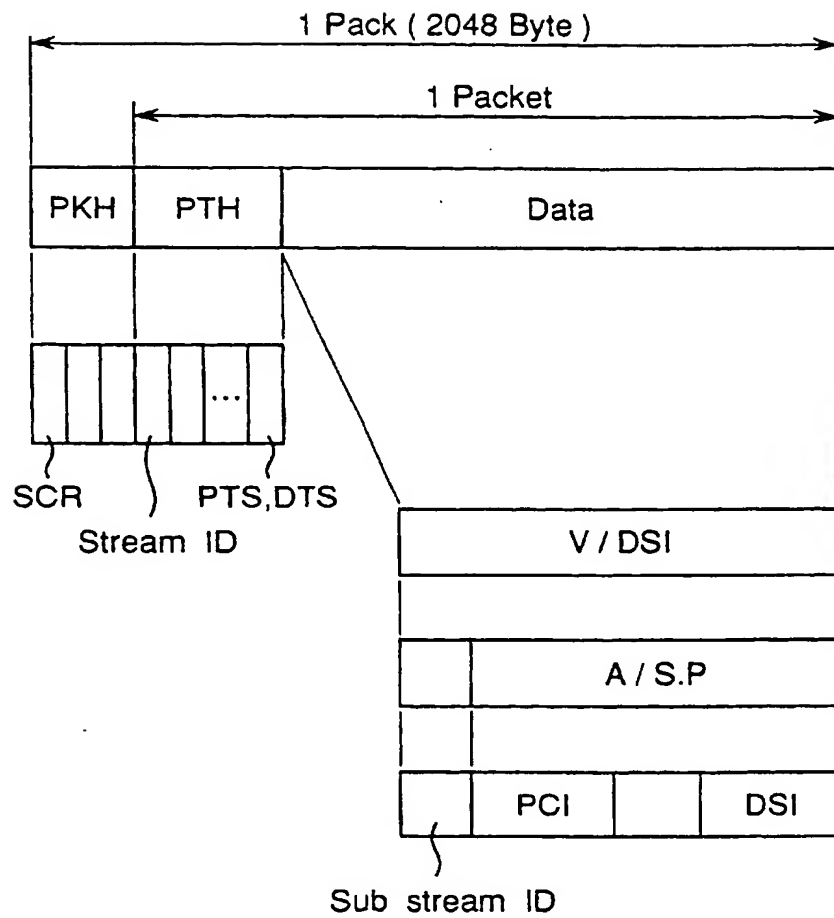 1 Pack ( 2048 Byte )
1 Packet
PKH PTH Data
...
SCR PTS,DTS
Stream ID
V / DSI
A / S.P
PCI DSI
Sub stream ID